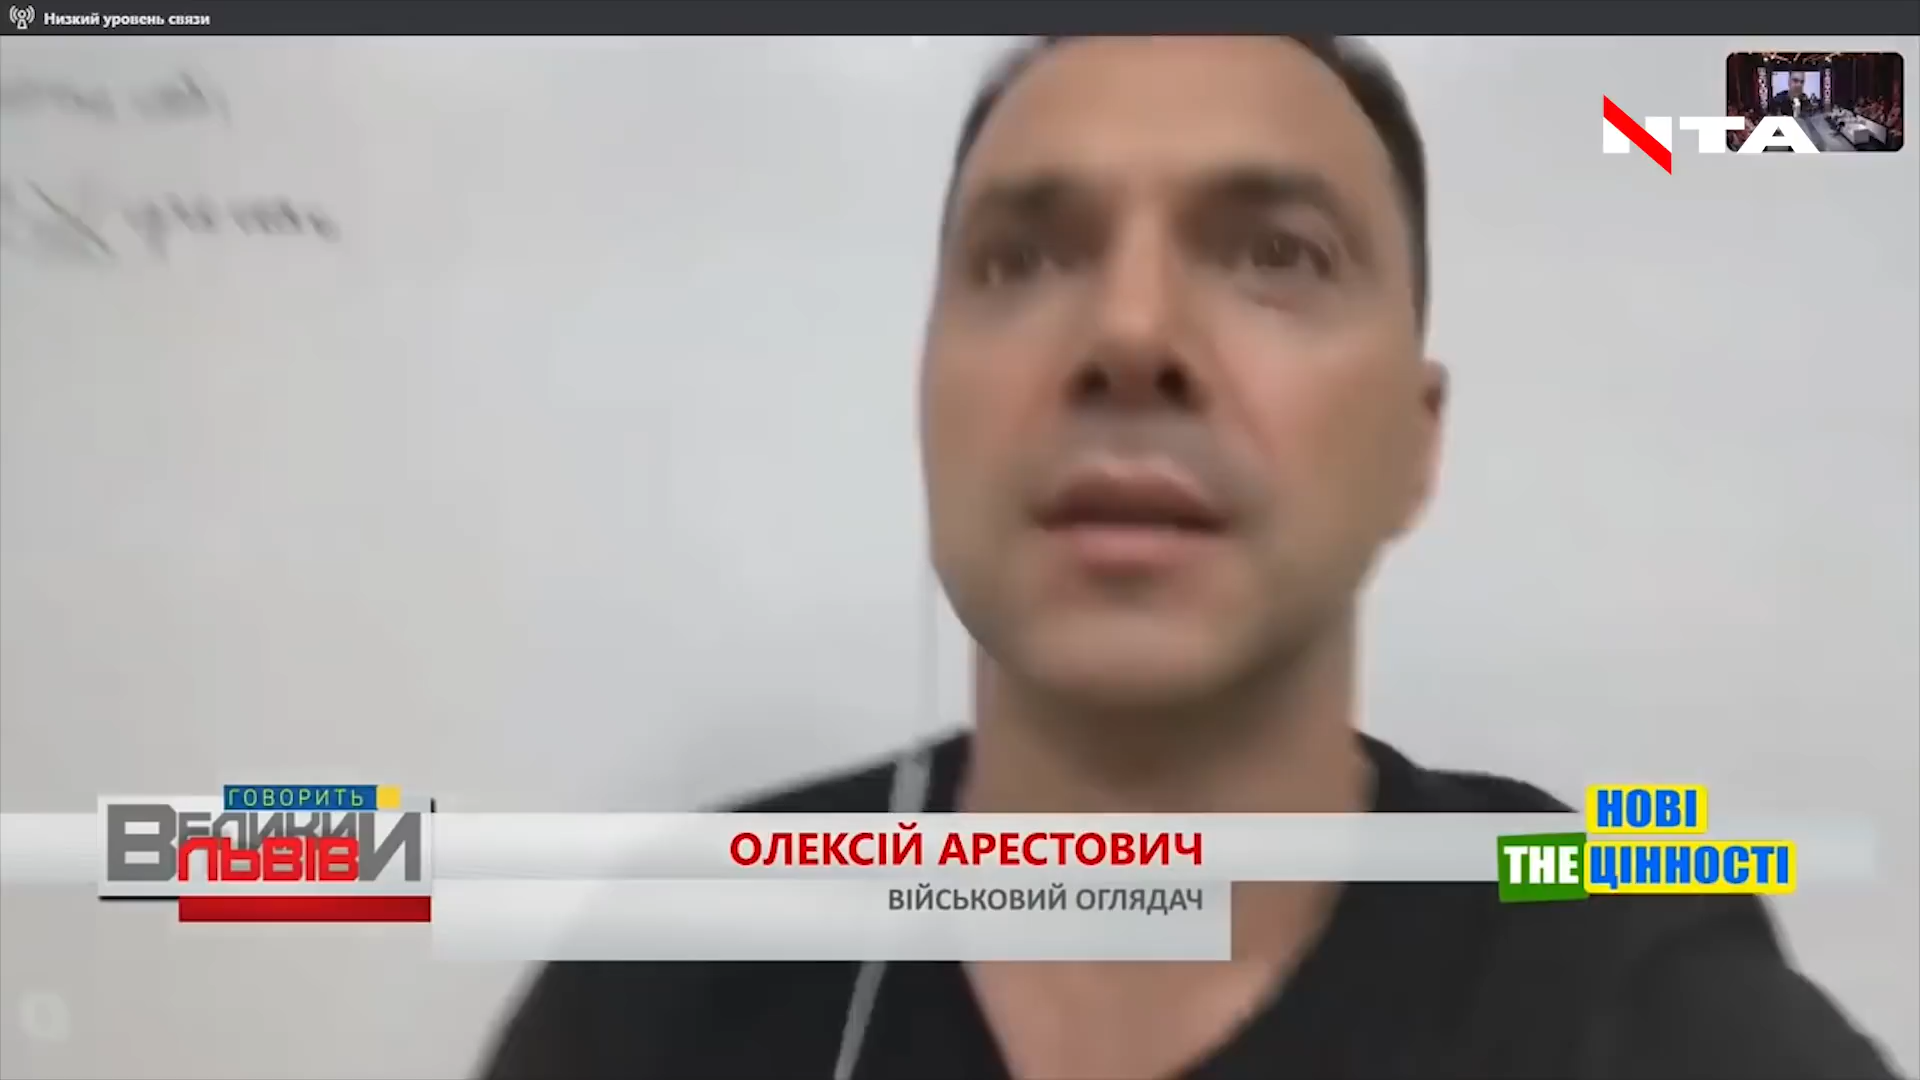 Низкий уровень связи
NTA
ГОВОРИТЬ
ВЕЛИКИЙ
ЛЬВІВ
ОЛЕКСІЙ АРЕСТОВИЧ
ВІЙСЬКОВИЙ ОГЛЯДАЧ
НОВІ
THE ЦІННОСТІ